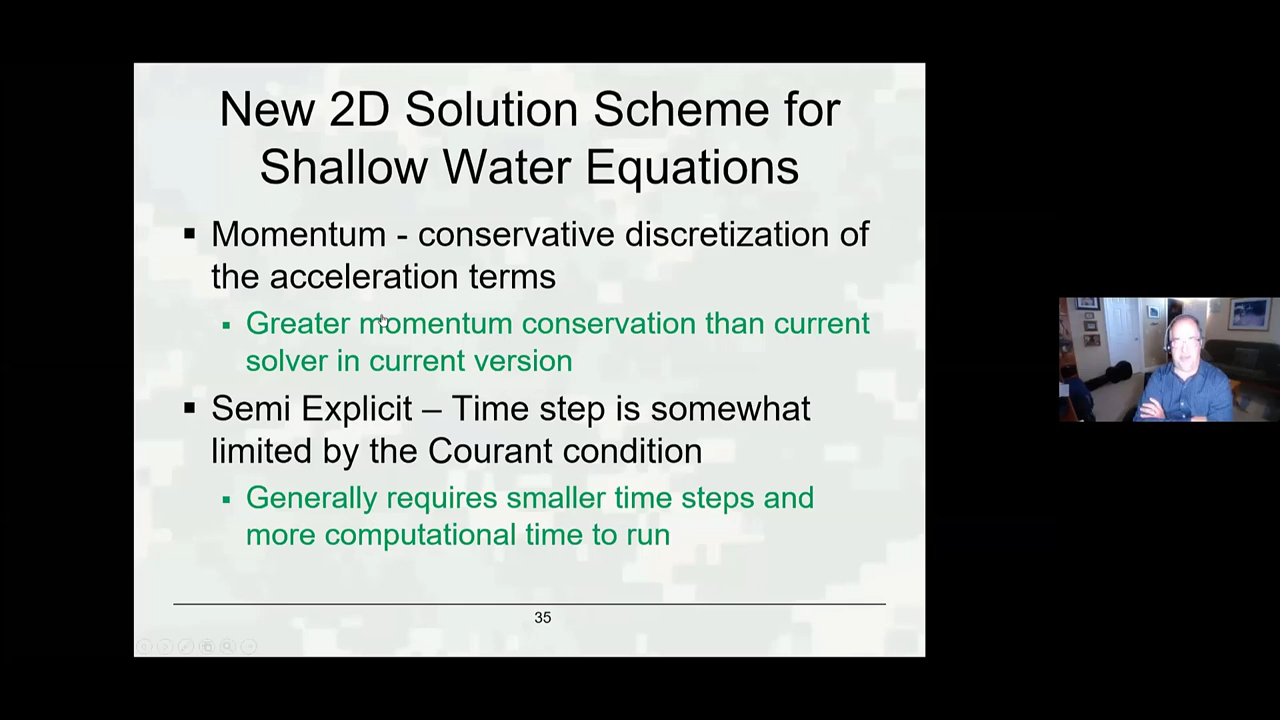 New 2D Solution Scheme for
Shallow Water Equations
▪ Momentum - conservative discretization of
the acceleration terms
▪ Greater momentum conservation than current
solver in current version
▪ Semi Explicit – Time step is somewhat
limited by the Courant condition
▪ Generally requires smaller time steps and
more computational time to run
35